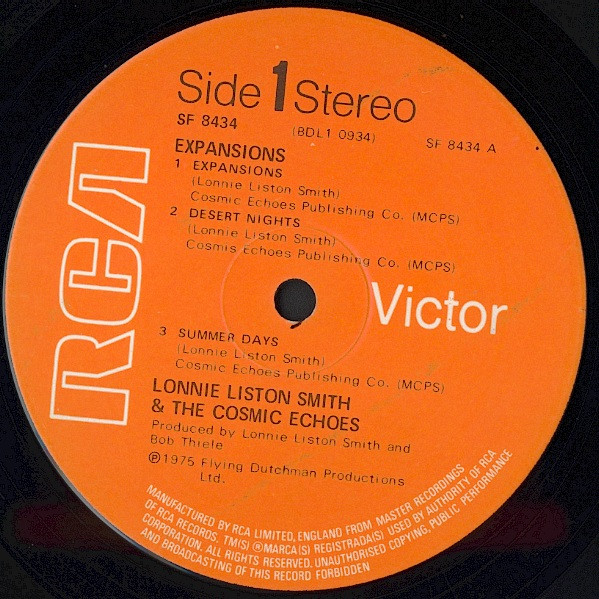 Side 1 Stereo
SF 8434
(BDL1 0934)
SF 8434 A
EXPANSIONS
1 EXPANSIONS
(Lonnie Liston Smith)
Cosmic Echoes Publishing Co. (MCPS)
2 DESERT NIGHTS
(Lonnie Liston Smith)
Cosmis Echoes Publishing Co. (MCPS)
RCA
Victor
3 SUMMER DAYS
(Lonnie Liston Smith)
Cosmic Echoes Publishing Co. (MCPS)
LONNIE LISTON SMITH
& THE COSMIC ECHOES
Produced by Lonnie Liston Smith and
Bob Thiele
℗1975 Flying Dutchman Productions
Ltd.
MANUFACTURED BY RCA LIMITED, ENGLAND FROM MASTER RECORDINGS
OF RCA RECORDS. TM(S) ® MARCA(S) REGISTRADA(S) USED BY AUTHORITY OF RCA
CORPORATION. ALL RIGHTS RESERVED. UNAUTHORISED COPYING, PUBLIC PERFORMANCE
AND BROADCASTING OF THIS RECORD FORBIDDEN